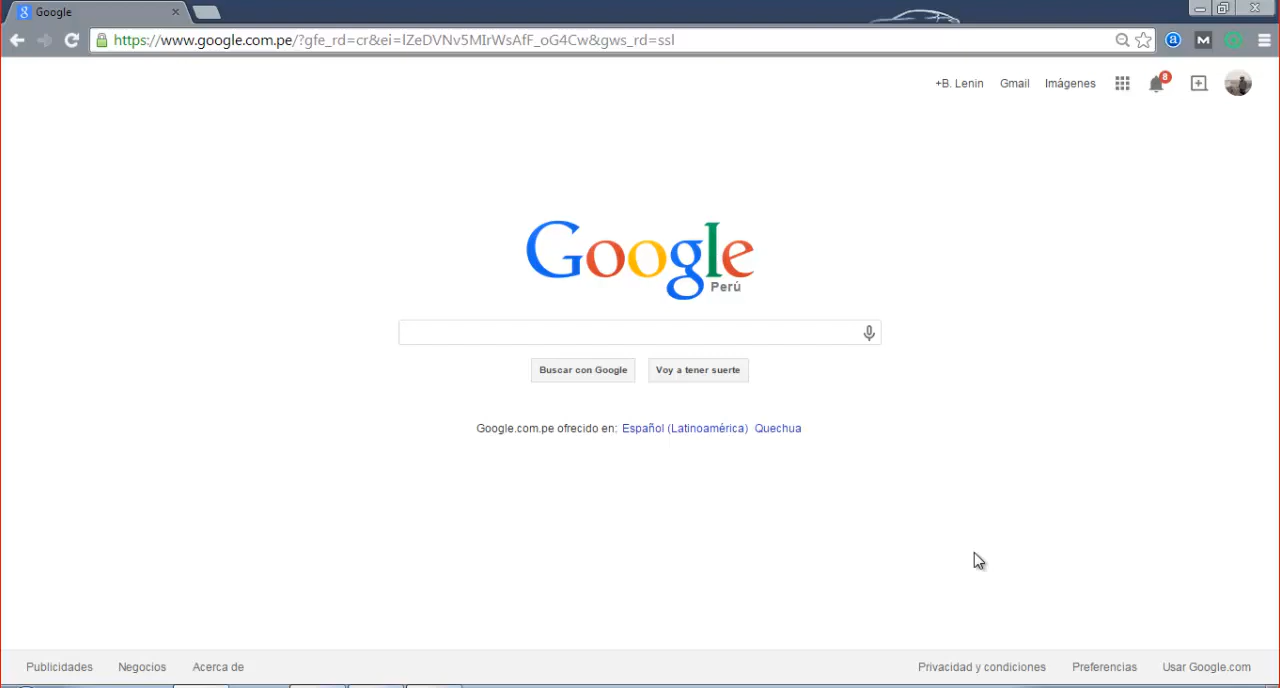 Google
https://www.google.com.pe/?gfe_rd=cr&ei=lZeDVNv5MIrWsAfF_oG4Cw&gws_rd=ssl
+B. Lenin Gmail Imágenes 8
Google
Perú
Buscar con Google Voy a tener suerte
Google.com.pe ofrecido en: Español (Latinoamérica) Quechua
Publicidades Negocios Acerca de Privacidad y condiciones Preferencias Usar Google.com